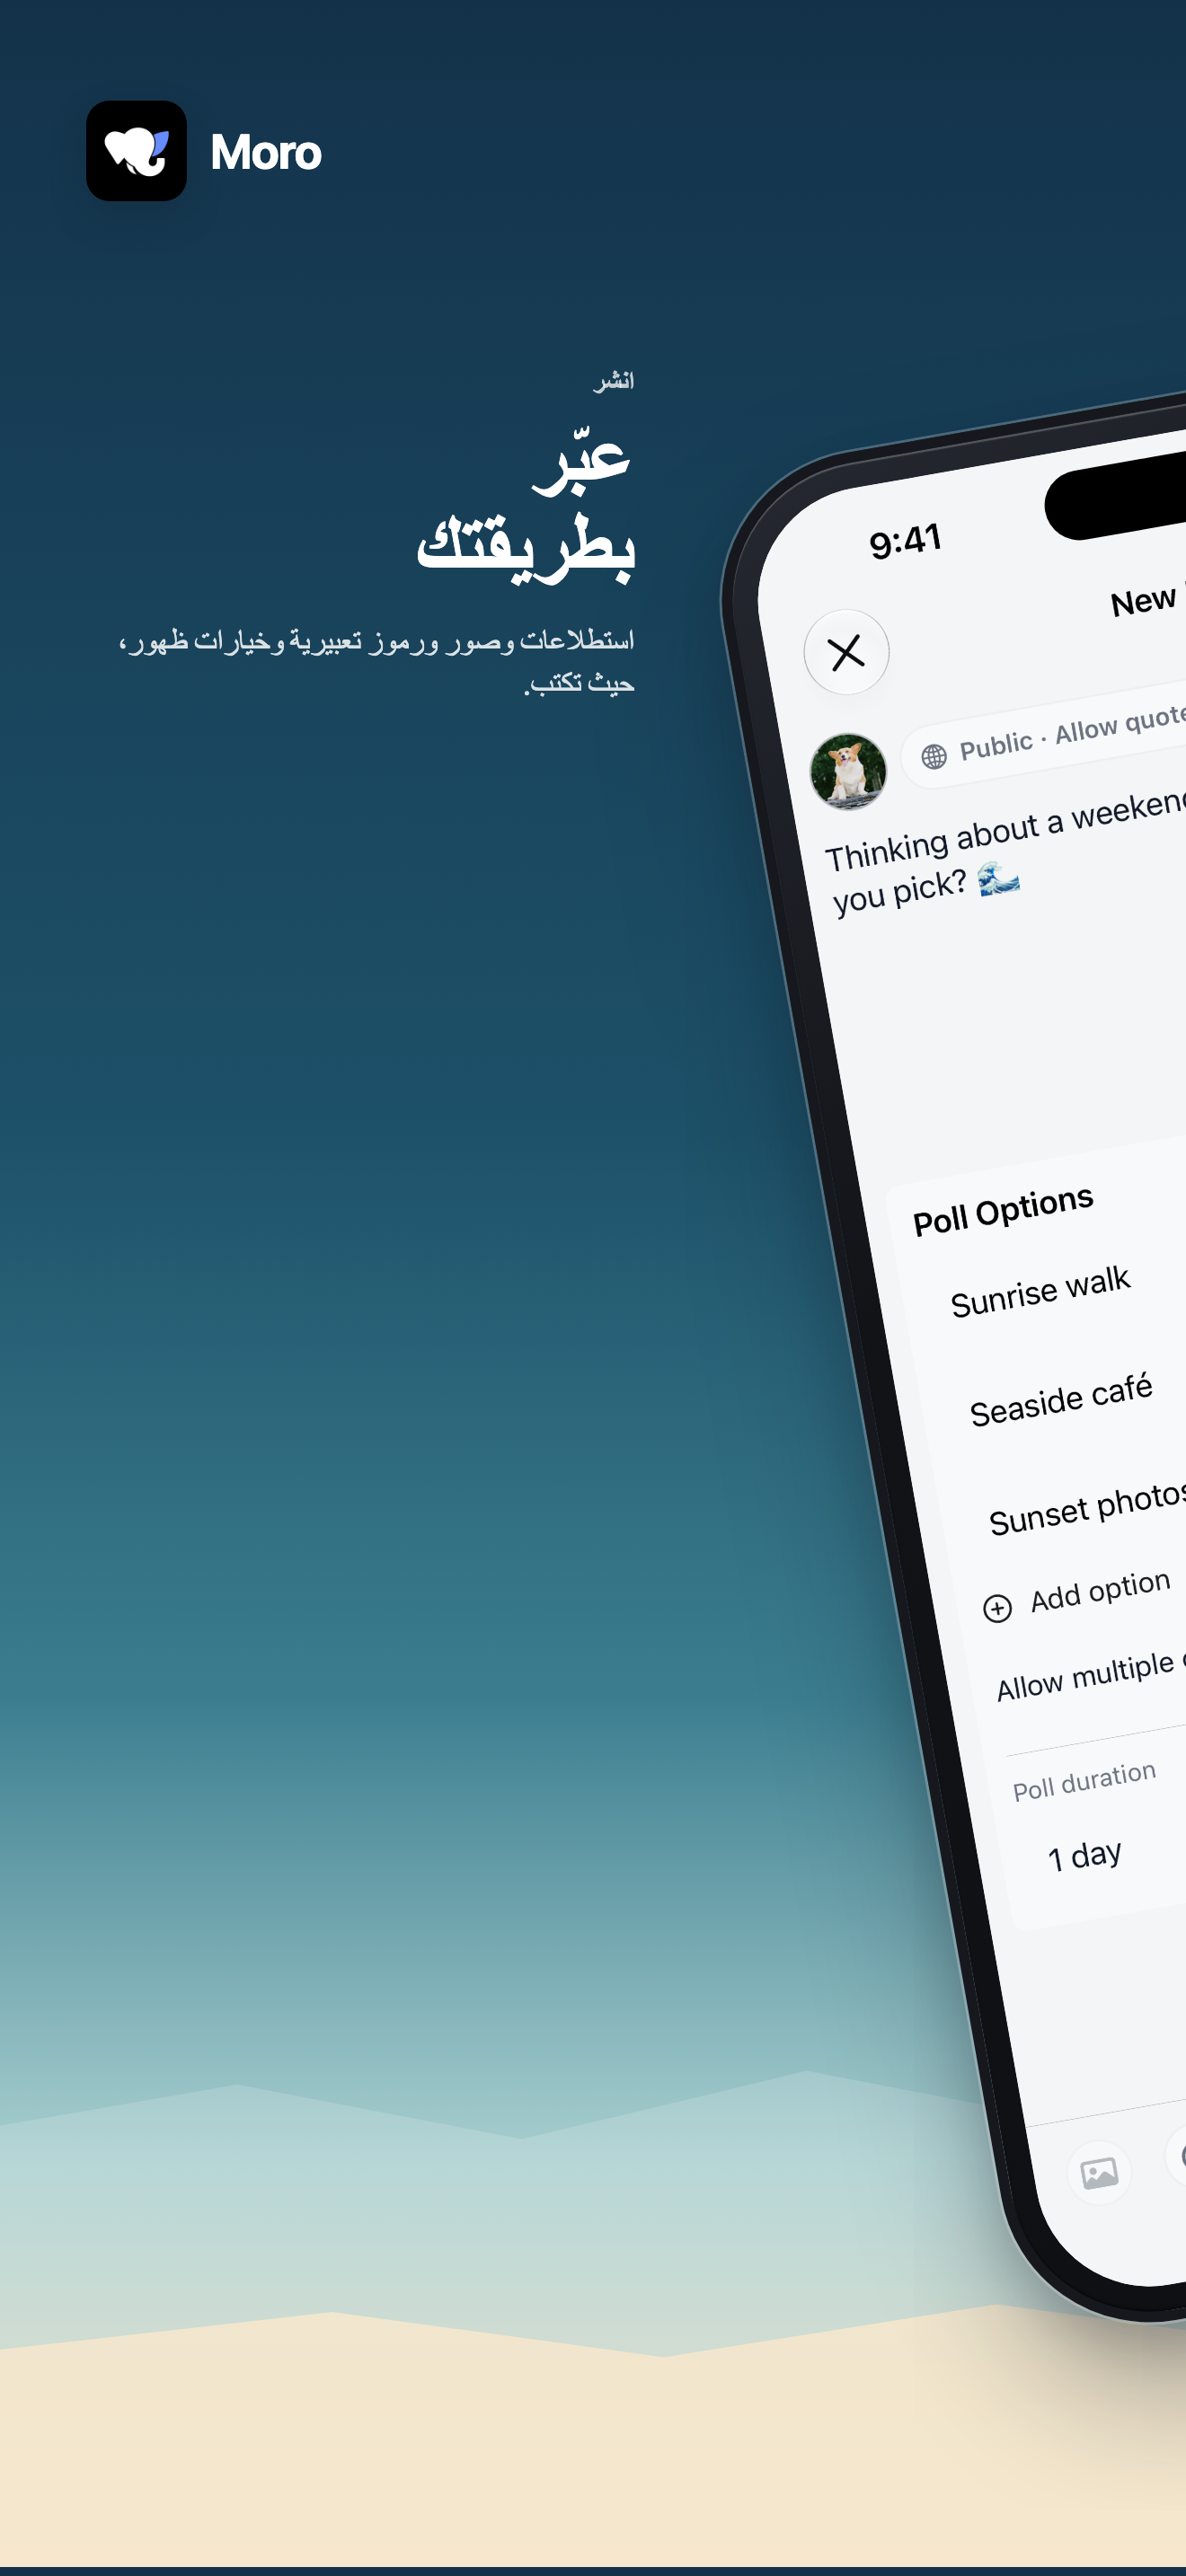 Moro
انشر
عبّر
بطريقتك
استطلاعات وصور ورموز تعبيرية وخيارات ظهور،
حيث تكتب.
9:41
New
Public · Allow quote
Thinking about a weekend
you pick? 🌊
Poll Options
Sunrise walk
Seaside café
Sunset photos
Add option
Allow multiple
Poll duration
1 day